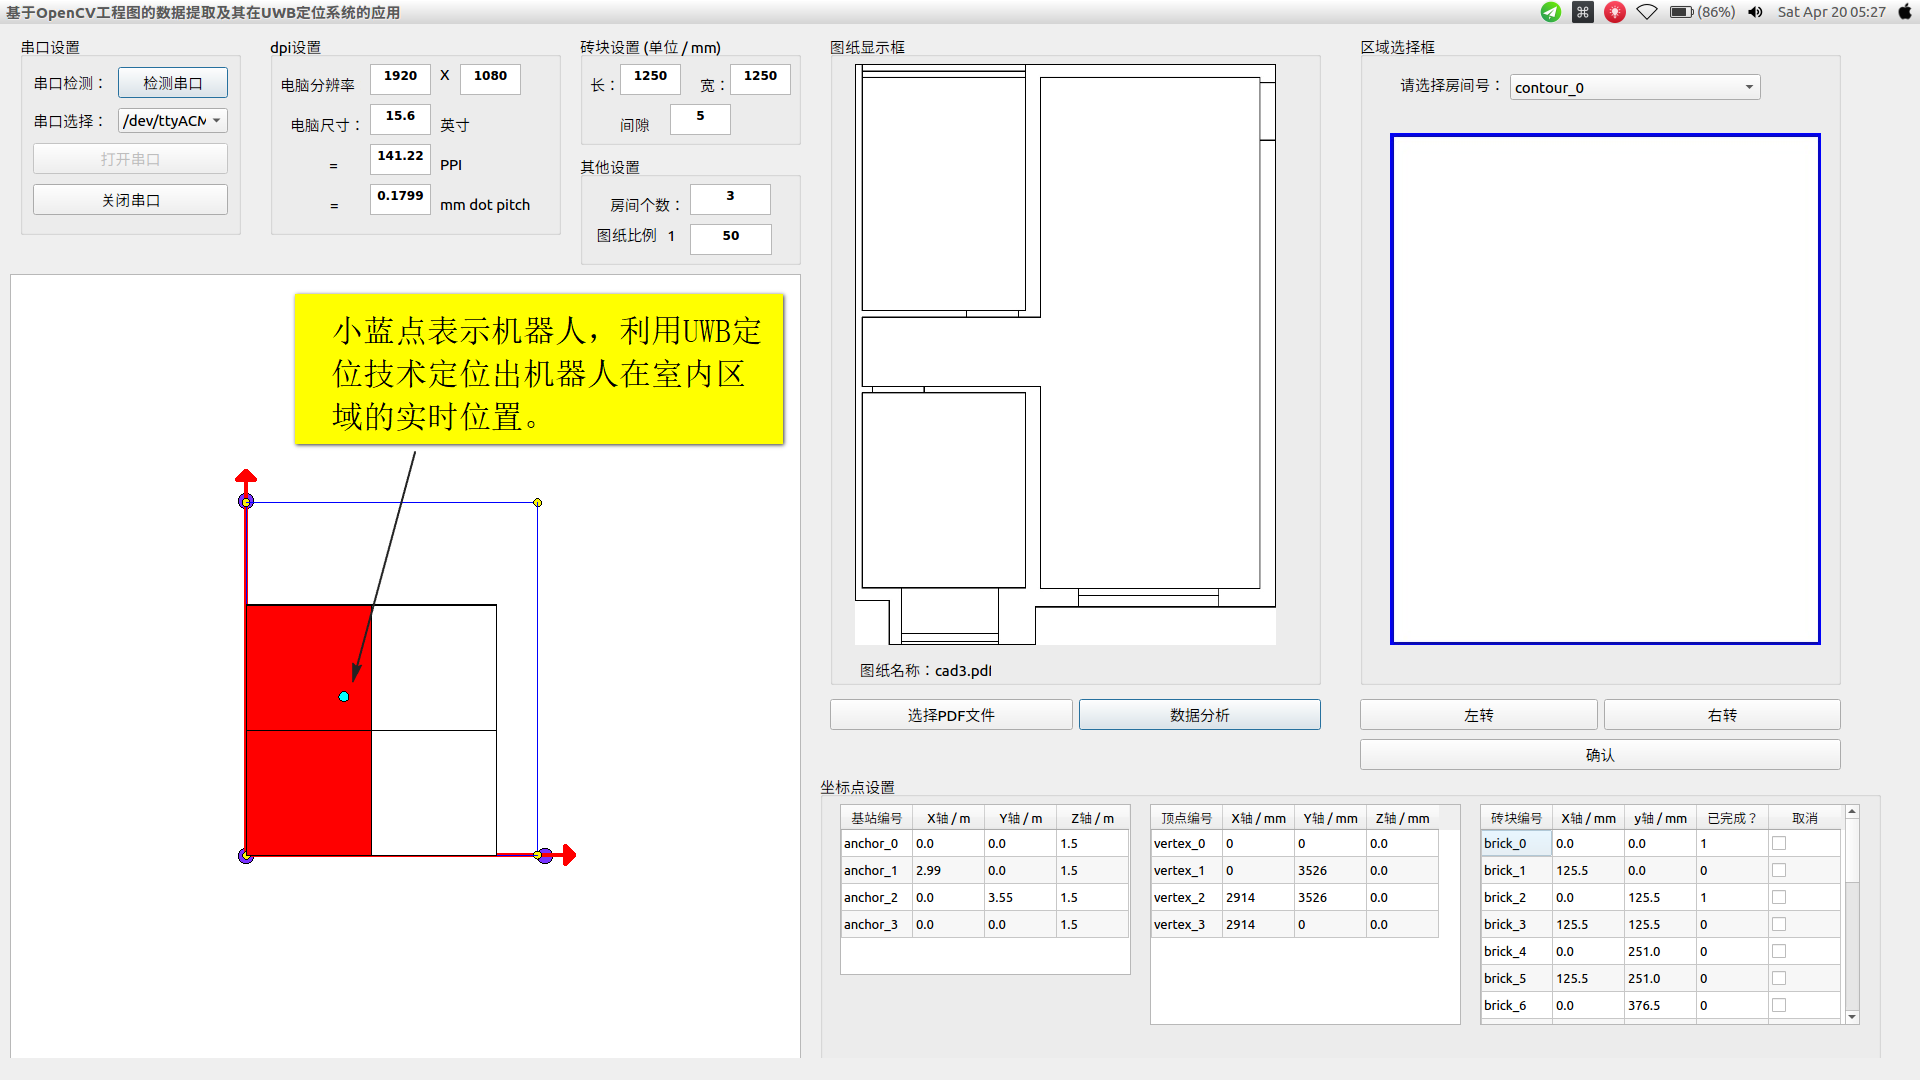 基于OpenCV工程图的数据提取及其在UWB定位系统的应用
(86%)
Sat Apr 20 05:27
串口设置
串口检测：
检测串口
串口选择：
/dev/ttyACM
打开串口
关闭串口
dpi设置
电脑分辨率 1920 X 1080
电脑尺寸： 15.6 英寸
= 141.22 PPI
= 0.1799 mm dot pitch
砖块设置 (单位 / mm)
长： 1250 宽： 1250
间隙 5
其他设置
房间个数： 3
图纸比例 1 50
小蓝点表示机器人，利用UWB定
位技术定位出机器人在室内区
域的实时位置。
图纸显示框
图纸名称：cad3.pdf
选择PDF文件
数据分析
区域选择框
请选择房间号： contour_0
左转
右转
确认
坐标点设置
基站编号 X轴 / m Y轴 / m Z轴 / m
anchor_0 0.0 0.0 1.5
anchor_1 2.99 0.0 1.5
anchor_2 0.0 3.55 1.5
anchor_3 0.0 0.0 1.5
顶点编号 X轴 / mm Y轴 / mm Z轴 / mm
vertex_0 0 0 0.0
vertex_1 0 3526 0.0
vertex_2 2914 3526 0.0
vertex_3 2914 0 0.0
砖块编号 X轴 / mm y轴 / mm 已完成？ 取消
brick_0 0.0 0.0 1
brick_1 125.5 0.0 0
brick_2 0.0 125.5 1
brick_3 125.5 125.5 0
brick_4 0.0 251.0 0
brick_5 125.5 251.0 0
brick_6 0.0 376.5 0